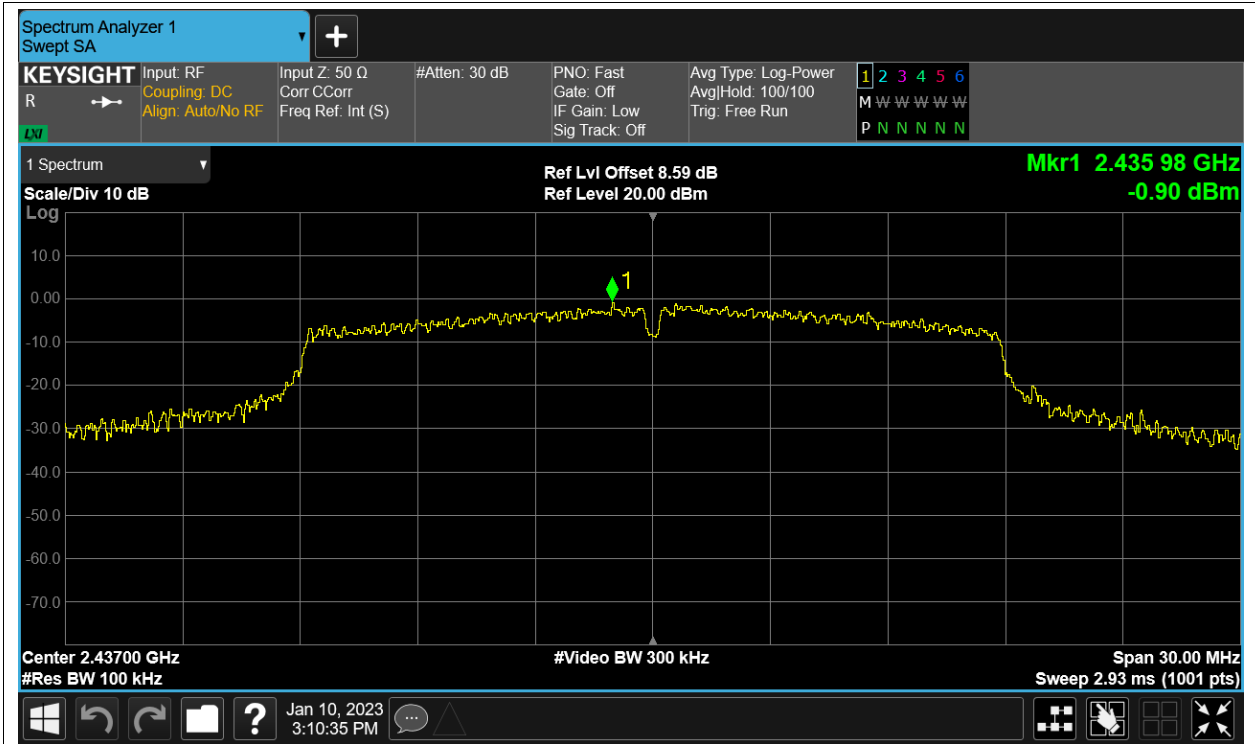 Spectrum Analyzer 1
Swept SA
KEYSIGHT
R
LXI
Input: RF
Coupling: DC
Align: Auto/No RF
Input Z: 50 Ω
Corr CCorr
Freq Ref: Int (S)
#Atten: 30 dB
PNO: Fast
Gate: Off
IF Gain: Low
Sig Track: Off
Avg Type: Log-Power
Avg|Hold: 100/100
Trig: Free Run
1 2 3 4 5 6
M W W W W W
P N N N N N
1 Spectrum
Scale/Div 10 dB
Ref Lvl Offset 8.59 dB
Ref Level 20.00 dBm
Mkr1 2.435 98 GHz
-0.90 dBm
Log
10.0
0.00
-10.0
-20.0
-30.0
-40.0
-50.0
-60.0
-70.0
1
Center 2.43700 GHz
#Res BW 100 kHz
#Video BW 300 kHz
Span 30.00 MHz
Sweep 2.93 ms (1001 pts)
?
Jan 10, 2023
3:10:35 PM